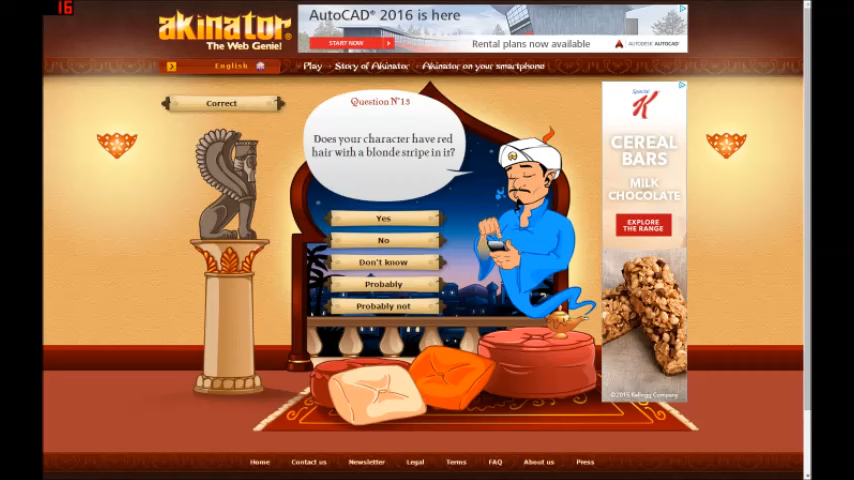 16
akinator®
The Web Genie!
AutoCAD® 2016 is here
START NOW
Rental plans now available
AUTODESK® AUTOCAD®
English
Play
Story of Akinator
Akinator on your smartphone
Correct
Question N°13
Does your character have red
hair with a blonde stripe in it?
Yes
No
Don't know
Probably
Probably not
Special
K
CEREAL
BARS
MILK
CHOCOLATE
EXPLORE
THE RANGE
©2015 Kellogg Company
Home
Contact us
Newsletter
Legal
Terms
FAQ
About us
Press